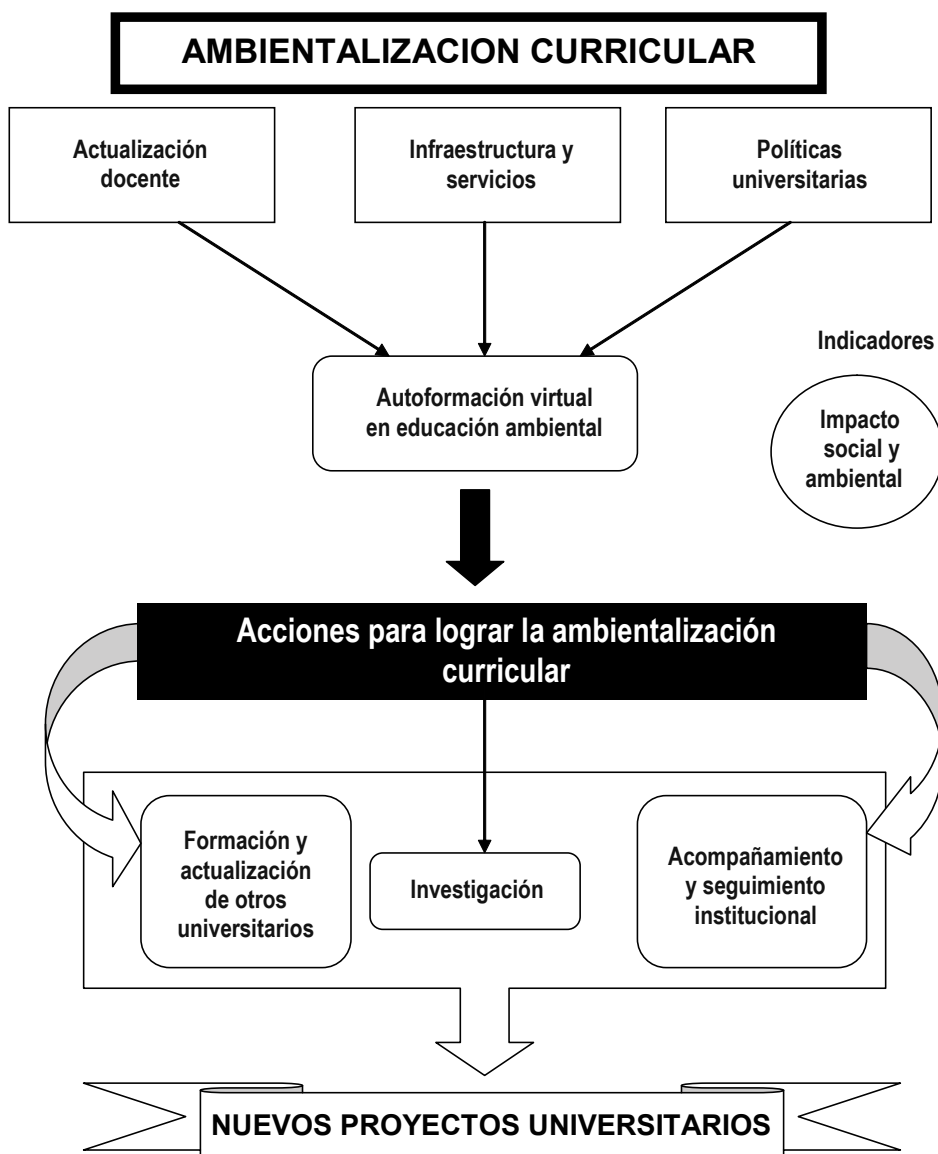 AMBIENTALIZACION CURRICULAR
Actualización
docente
Infraestructura y
servicios
Políticas
universitarias
Indicadores
Autoformación virtual
en educación ambiental
Impacto
social y
ambiental
Acciones para lograr la ambientalización
curricular
Formación y
actualización
de otros
universitarios
Investigación
Acompañamiento
y seguimiento
institucional
NUEVOS PROYECTOS UNIVERSITARIOS